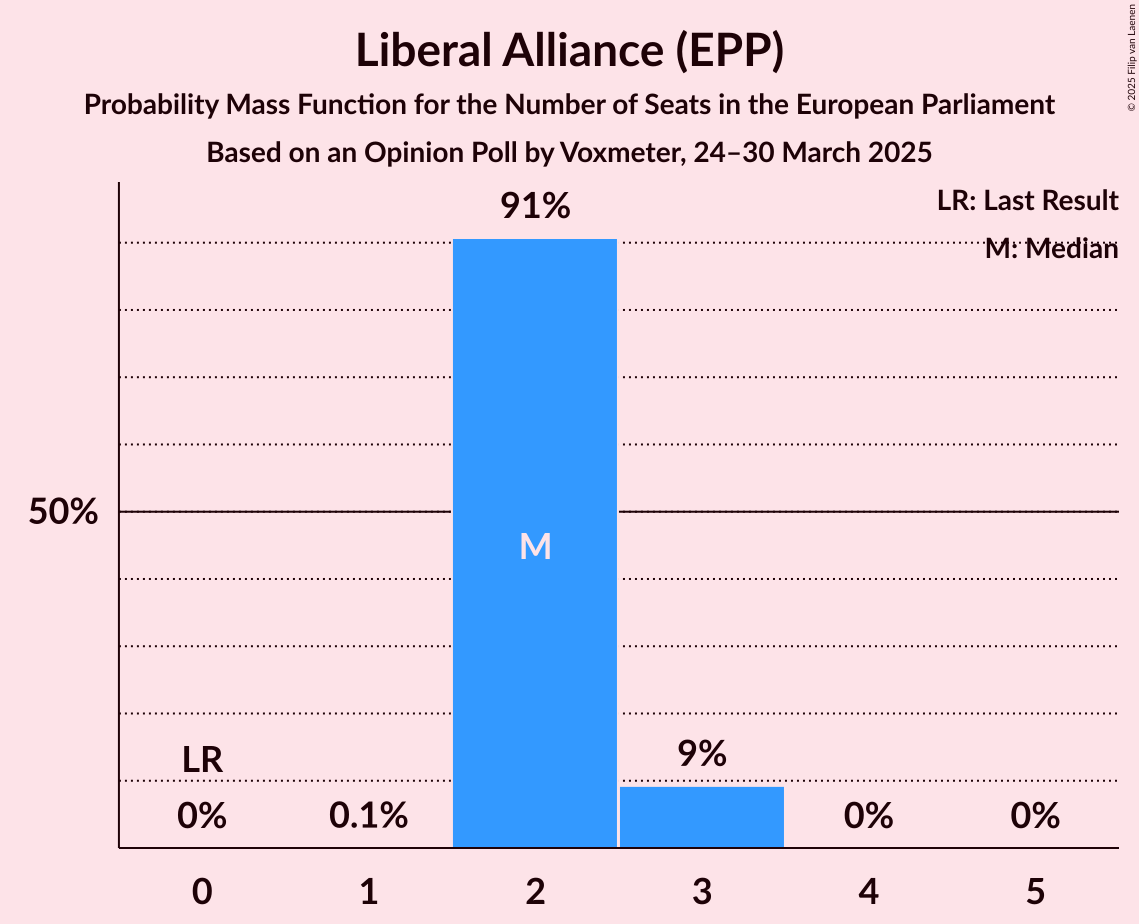 Liberal Alliance (EPP)
Probability Mass Function for the Number of Seats in the European Parliament
Based on an Opinion Poll by Voxmeter, 24–30 March 2025
© 2025 Filip van Laenen
LR: Last Result
M: Median
91%
50%
M
LR
9%
0%
0.1%
0%
0%
0
1
2
3
4
5